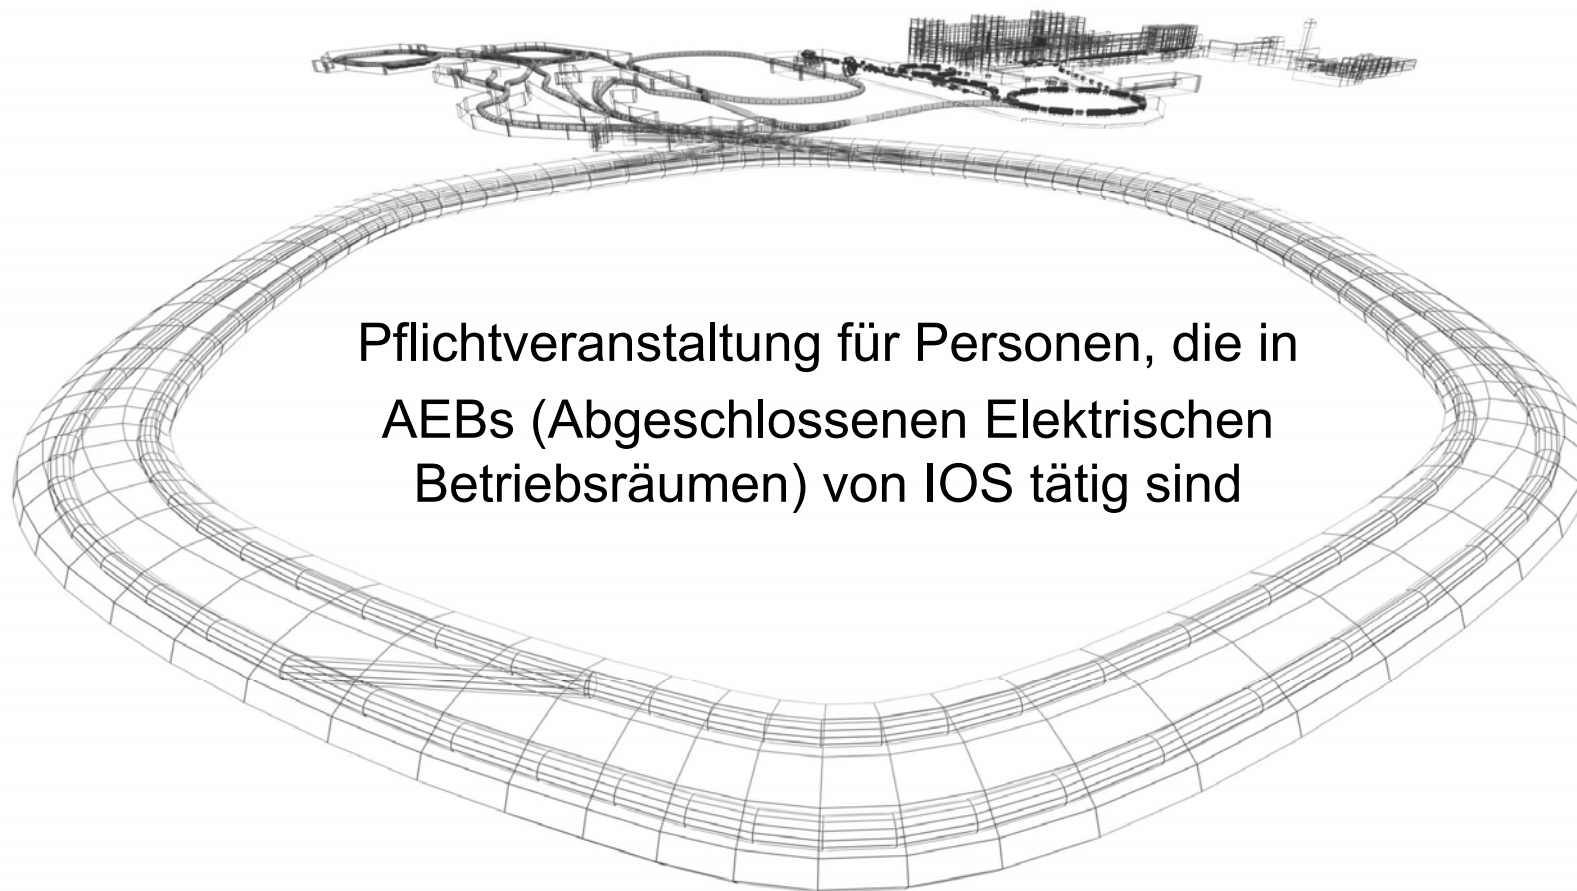 Pflichtveranstaltung für Personen, die in
AEBs (Abgeschlossenen Elektrischen
Betriebsräumen) von IOS tätig sind